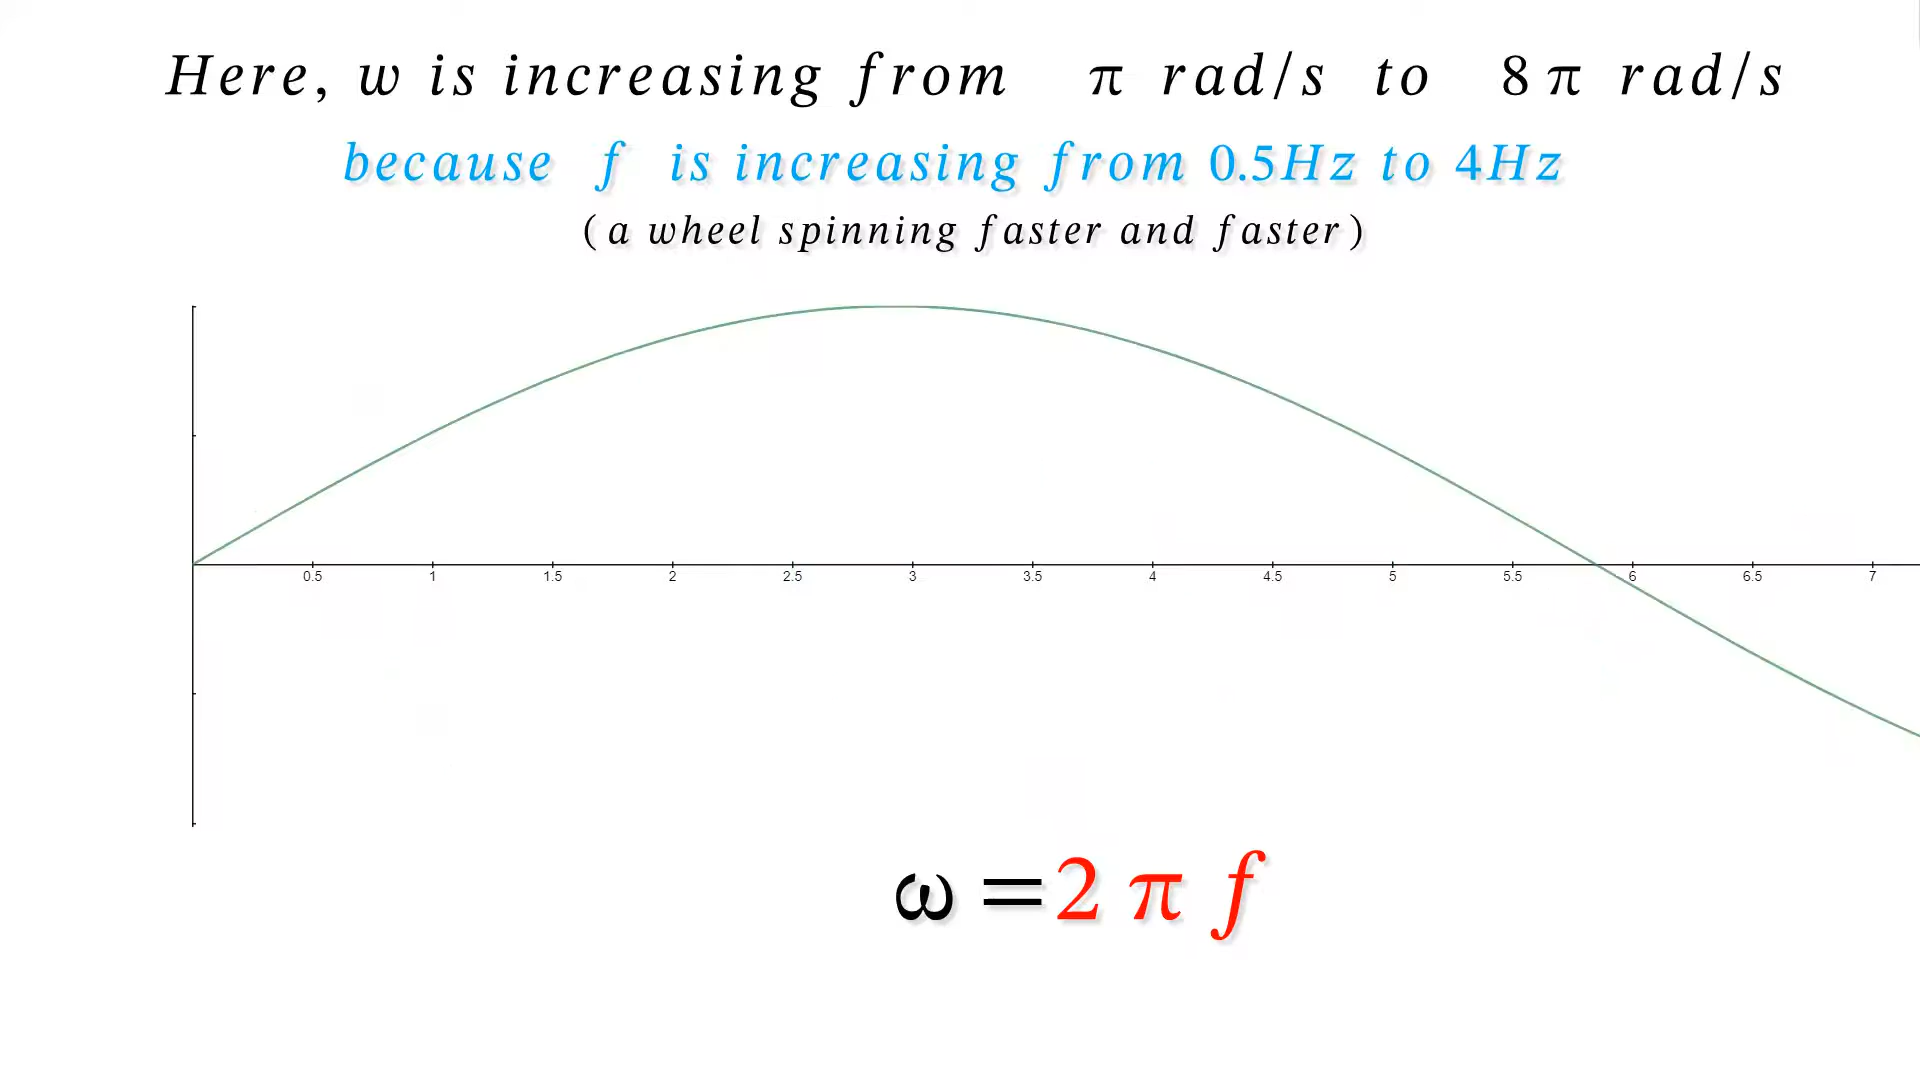 Here, w is increasing from π rad/s to 8 π rad/s
because f is increasing from 0.5Hz to 4Hz
( a wheel spinning faster and faster )
0.5 1 1.5 2 2.5 3 3.5 4 4.5 5 5.5 6 6.5 7
ω = 2 π f